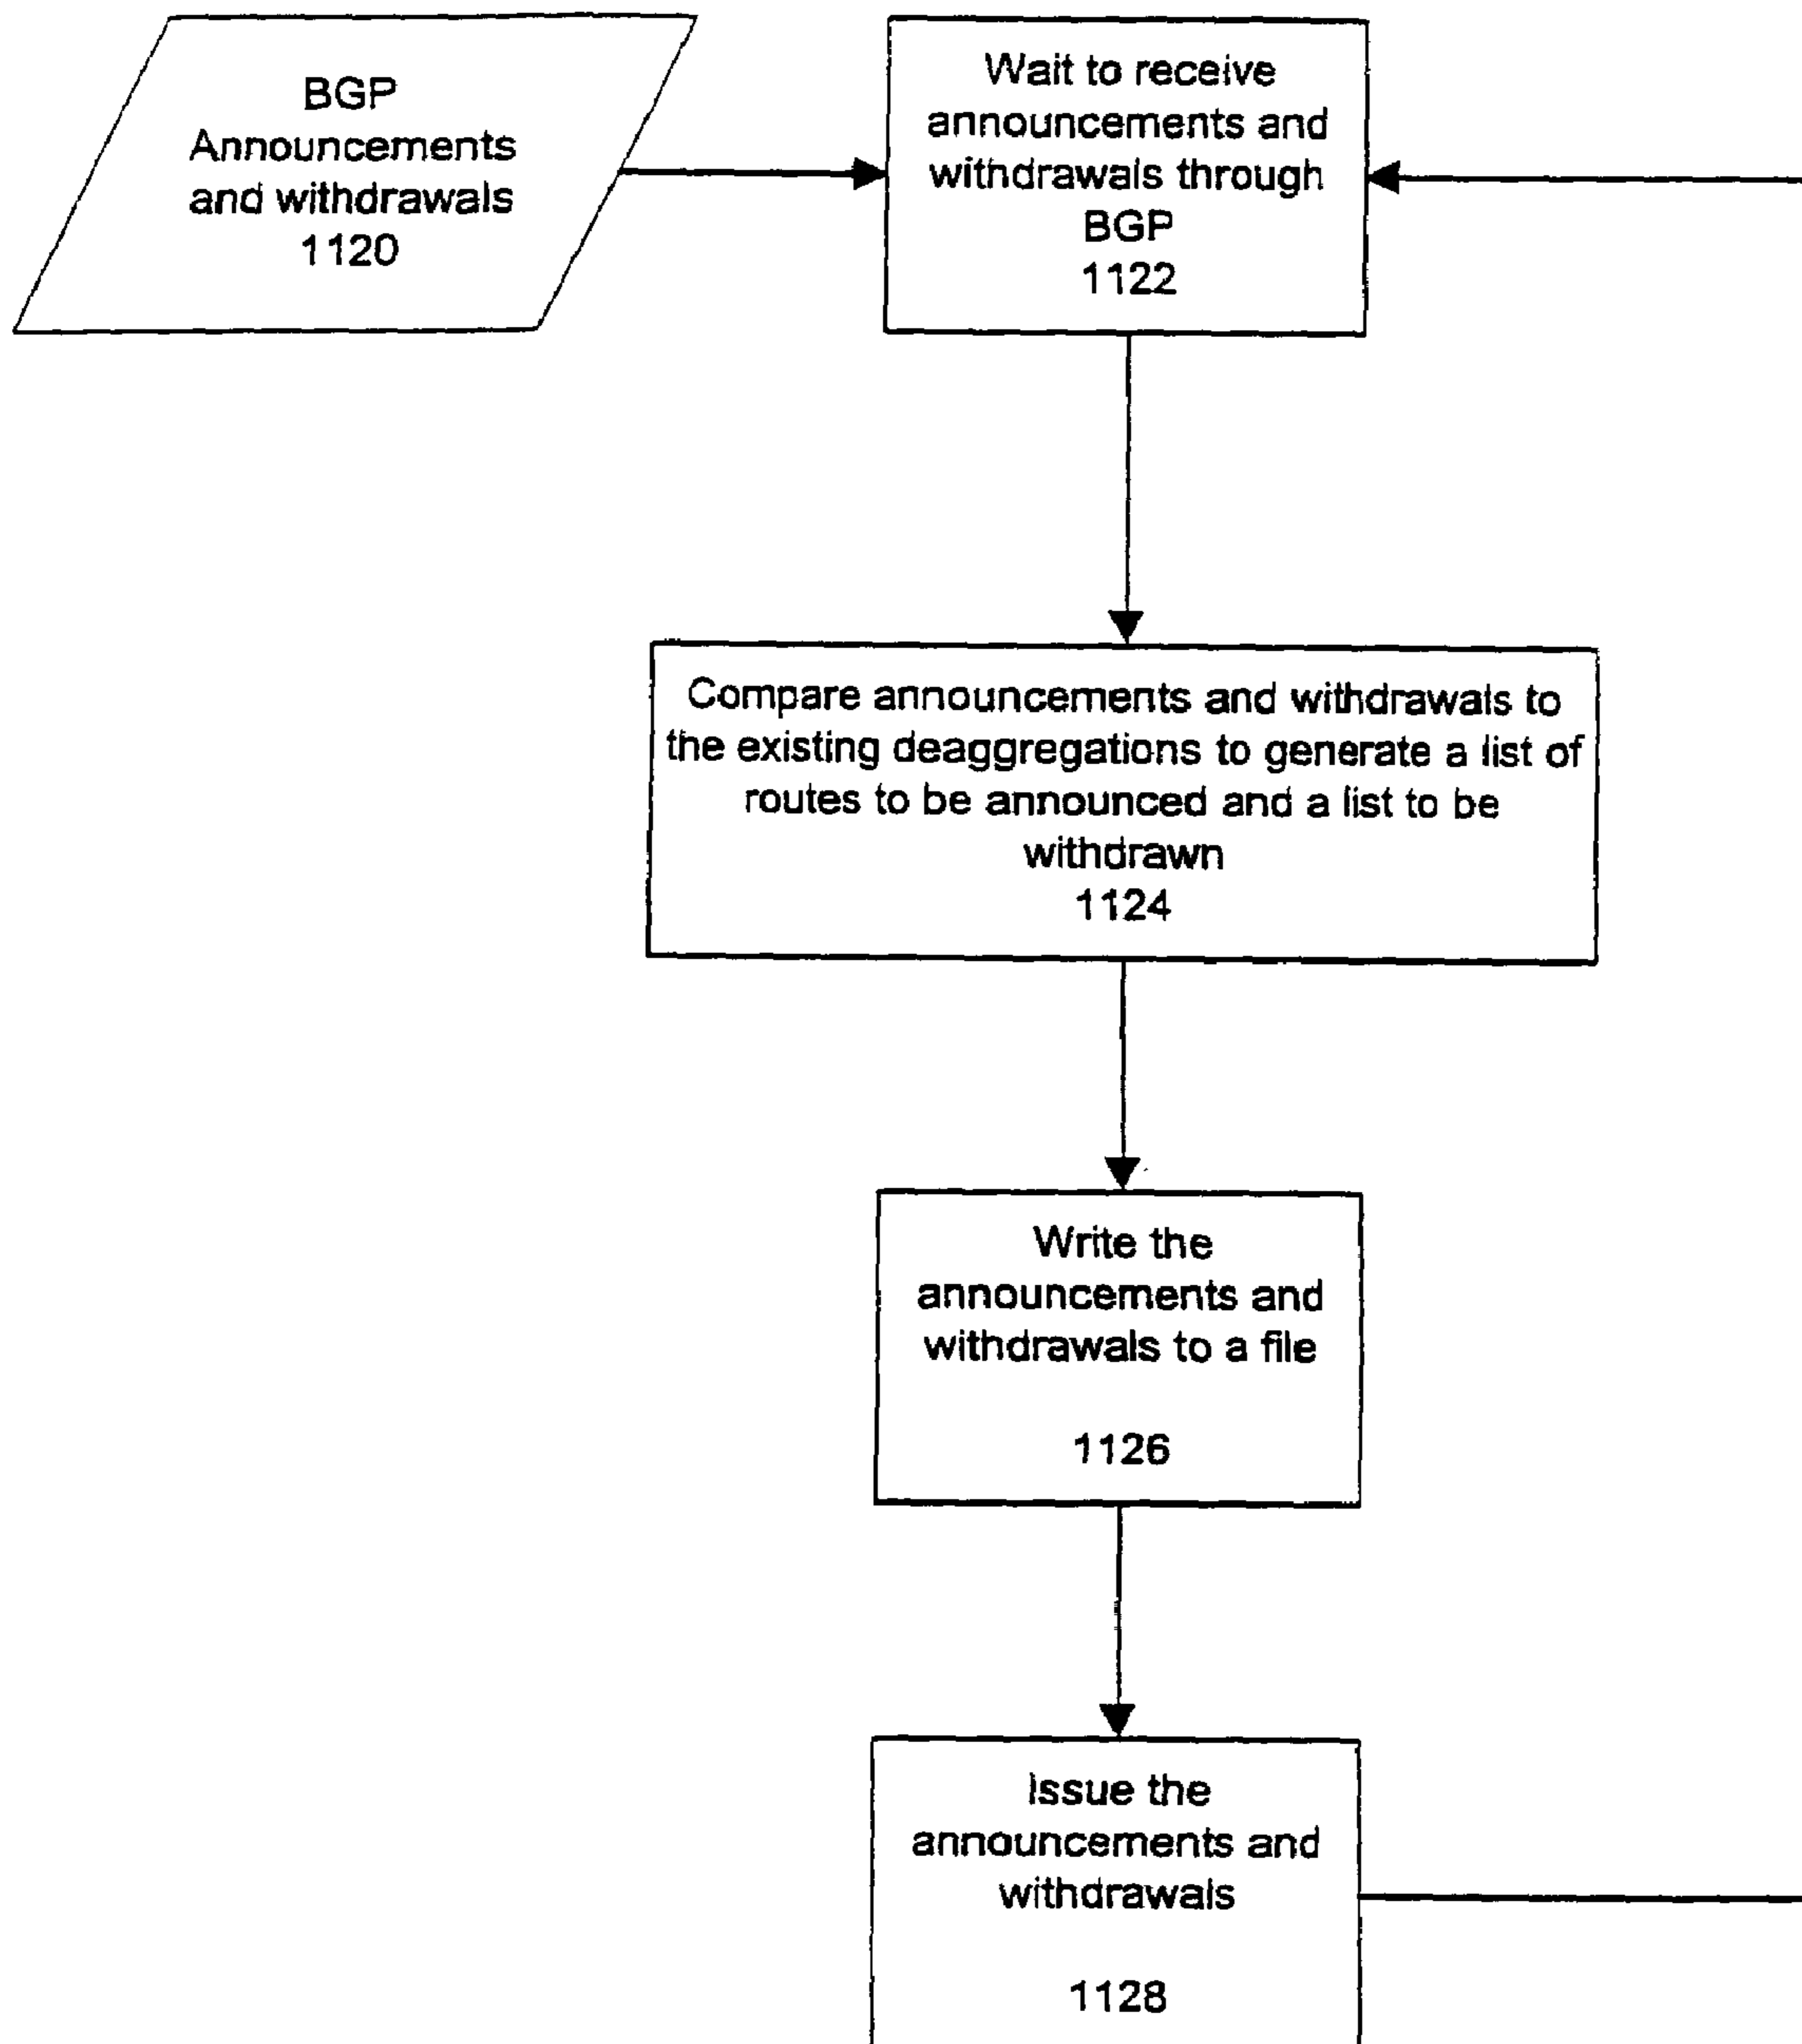 BGP
Announcements
and withdrawals
1120
Wait to receive
announcements and
withdrawals through
BGP
1122
Compare announcements and withdrawals to
the existing deaggregations to generate a list of
routes to be announced and a list to be
withdrawn
1124
Write the
announcements and
withdrawals to a file
1126
Issue the
announcements and
withdrawals
1128